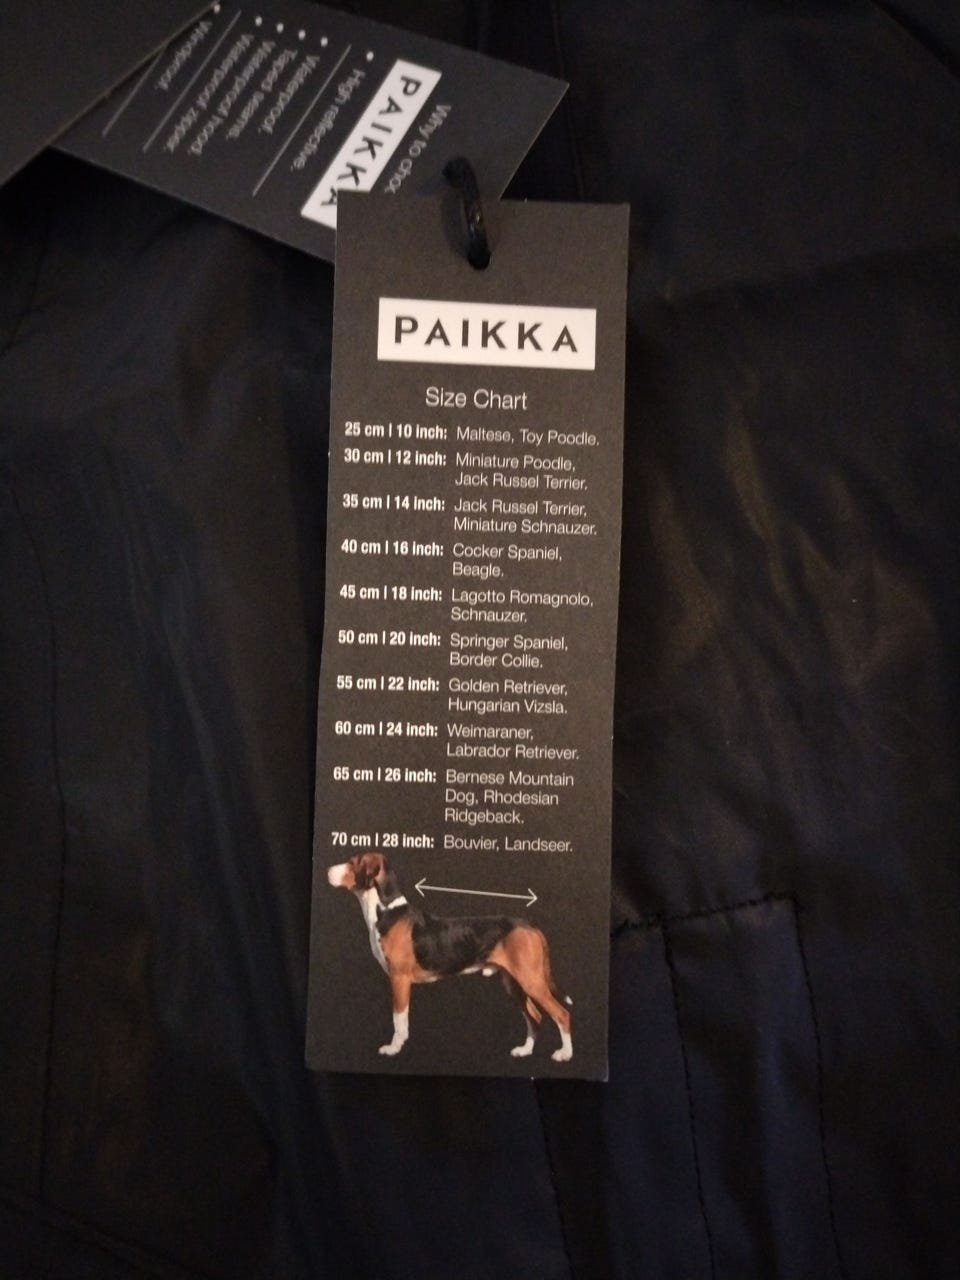 Why to
PAIKKA
• High reflective.
• Waterproof.
• Taped seams.
• Waterproof hood.
• Waterproof zipper.
• Windproof.
PAIKKA
Size Chart
25 cm | 10 inch: Maltese, Toy Poodle.
30 cm | 12 inch: Miniature Poodle,
Jack Russel Terrier.
35 cm | 14 inch: Jack Russel Terrier,
Miniature Schnauzer.
40 cm | 16 inch: Cocker Spaniel,
Beagle.
45 cm | 18 inch: Lagotto Romagnolo,
Schnauzer.
50 cm | 20 inch: Springer Spaniel,
Border Collie.
55 cm | 22 inch: Golden Retriever,
Hungarian Vizsla.
60 cm | 24 inch: Weimaraner,
Labrador Retriever.
65 cm | 26 inch: Bernese Mountain
Dog, Rhodesian
Ridgeback.
70 cm | 28 inch: Bouvier, Landseer.